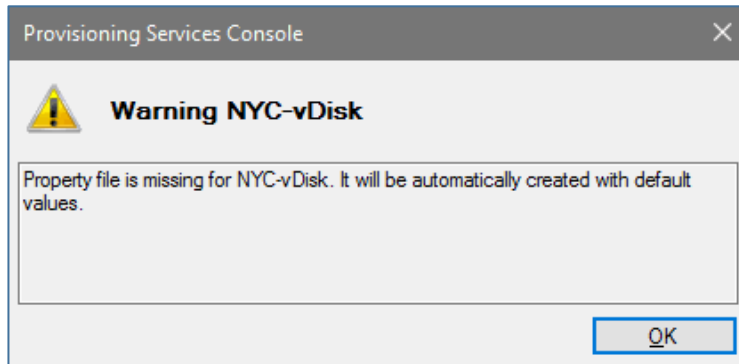 Provisioning Services Console
Warning NYC-vDisk
Property file is missing for NYC-vDisk. It will be automatically created with default
values.
OK